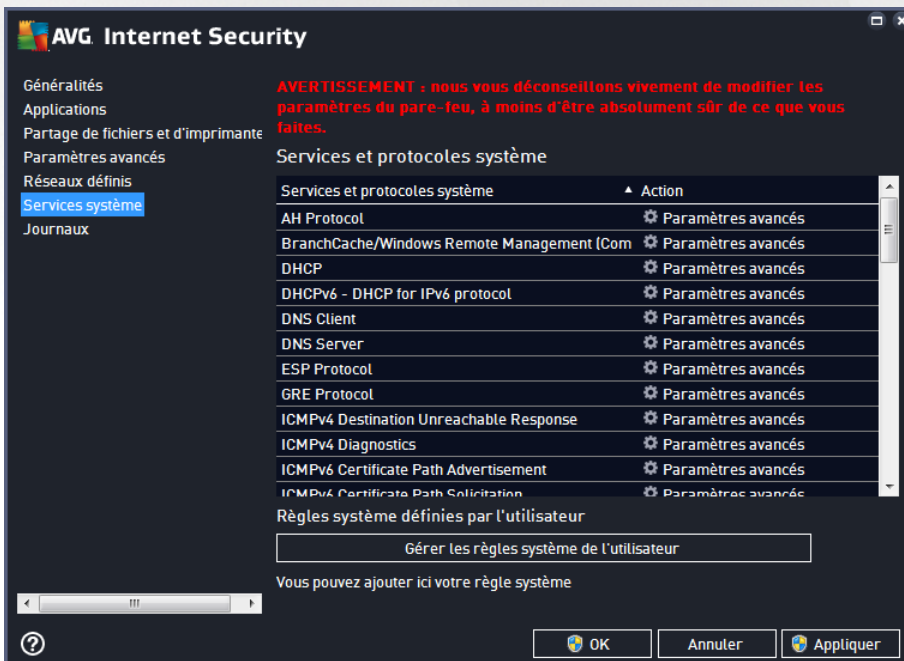 AVG. Internet Security
Généralités
Applications
Partage de fichiers et d'imprimante
Paramètres avancés
Réseaux définis
Services système
Journaux
AVERTISSEMENT : nous vous déconseillons vivement de modifier les
paramètres du pare-feu, à moins d'être absolument sûr de ce que vous
faites.
Services et protocoles système
Services et protocoles système Action
AH Protocol Paramètres avancés
BranchCache/Windows Remote Management (Com Paramètres avancés
DHCP Paramètres avancés
DHCPv6 - DHCP for IPv6 protocol Paramètres avancés
DNS Client Paramètres avancés
DNS Server Paramètres avancés
ESP Protocol Paramètres avancés
GRE Protocol Paramètres avancés
ICMPv4 Destination Unreachable Response Paramètres avancés
ICMPv4 Diagnostics Paramètres avancés
ICMPv6 Certificate Path Advertisement Paramètres avancés
ICMPv6 Certificate Path Solicitation Paramètres avancés
Règles système définies par l'utilisateur
Gérer les règles système de l'utilisateur
Vous pouvez ajouter ici votre règle système
OK Annuler Appliquer